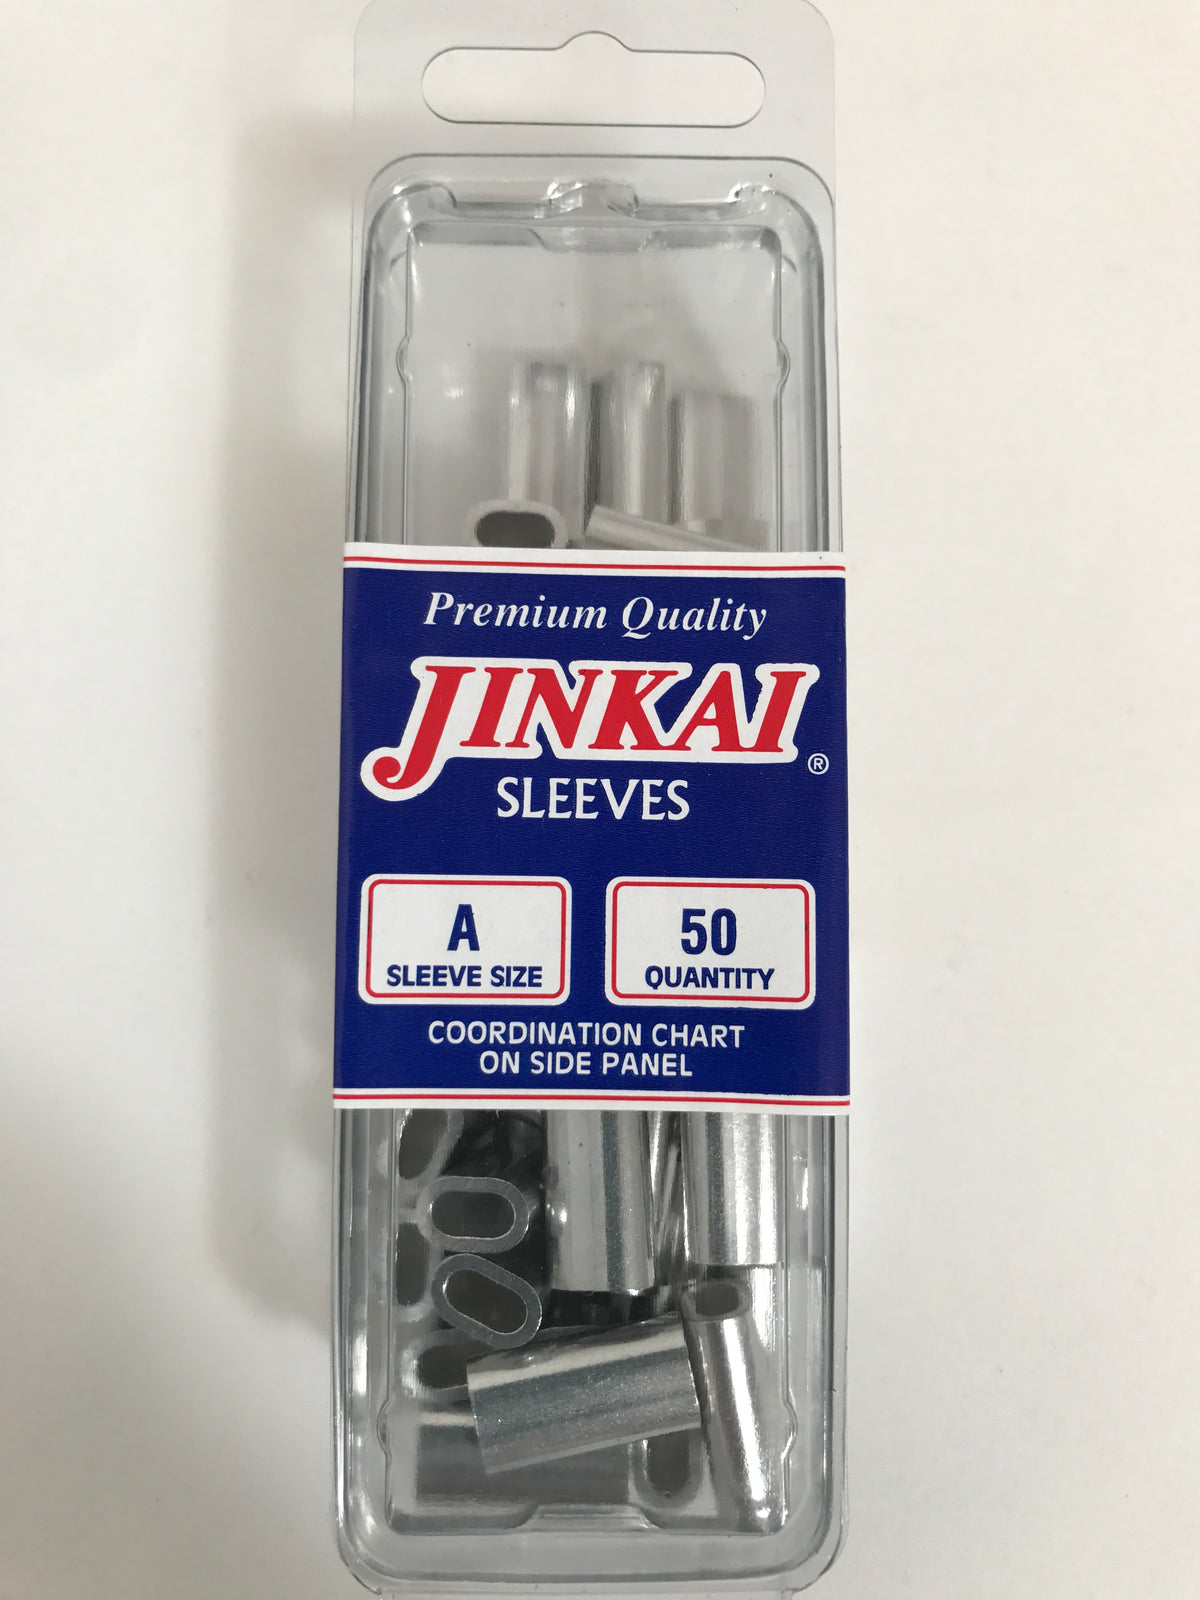 Premium Quality
JINKAI®
SLEEVES
A
SLEEVE SIZE
50
QUANTITY
COORDINATION CHART
ON SIDE PANEL